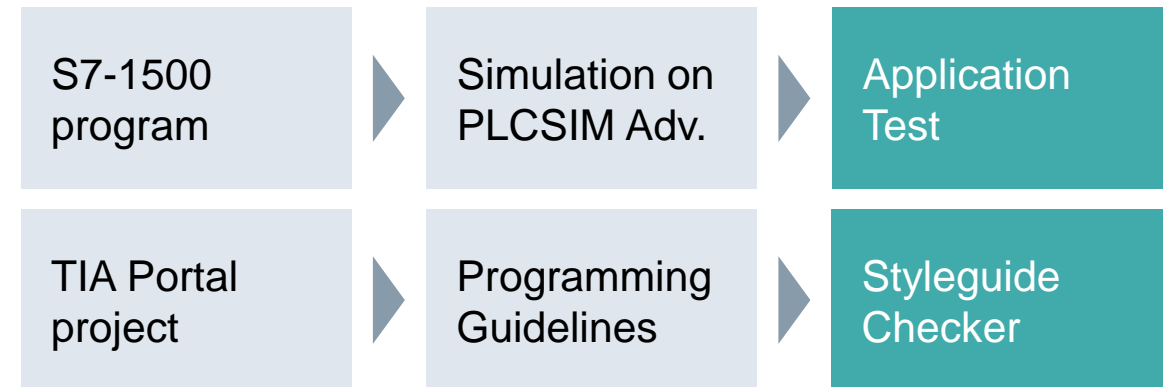 S7-1500
program
Simulation on
PLCSIM Adv.
Application
Test
TIA Portal
project
Programming
Guidelines
Styleguide
Checker